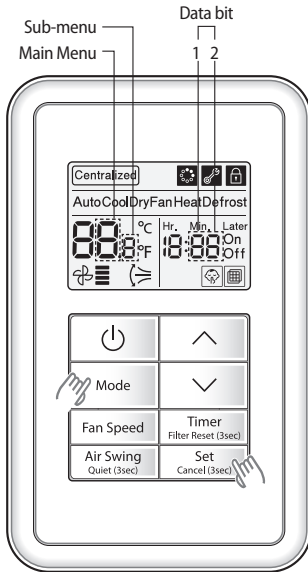 Data bit
Sub-menu
1 2
Main Menu
Centralized
AutoCoolDryFanHeatDefrost
°C Hr. Min. Later
88 8 °F 18:88 On
Off
Mode
Fan Speed Timer
Filter Reset (3sec)
Air Swing Set
Quiet (3sec) Cancel (3sec)